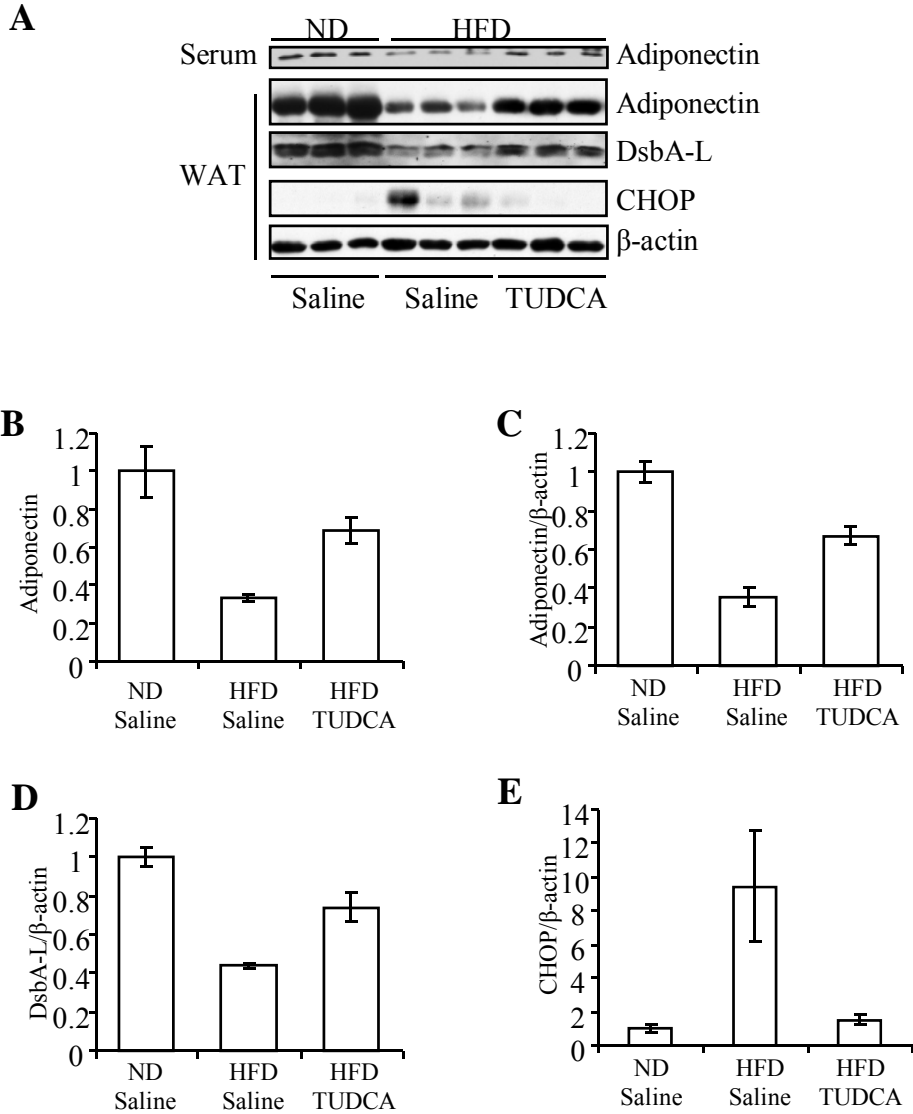 A
ND HFD
Serum Adiponectin
Adiponectin
WAT
DsbA-L
CHOP
β-actin
Saline Saline TUDCA
B
1.2
1
0.8
0.6
0.4
0.2
0
Adiponectin
ND HFD HFD
Saline Saline TUDCA
C
1.2
1
0.8
0.6
0.4
0.2
0
Adiponectin/β-actin
ND HFD HFD
Saline Saline TUDCA
D
1.2
1
0.8
0.6
0.4
0.2
0
DsbA-L/β-actin
ND HFD HFD
Saline Saline TUDCA
E
14
12
10
8
6
4
2
0
CHOP/β-actin
ND HFD HFD
Saline Saline TUDCA